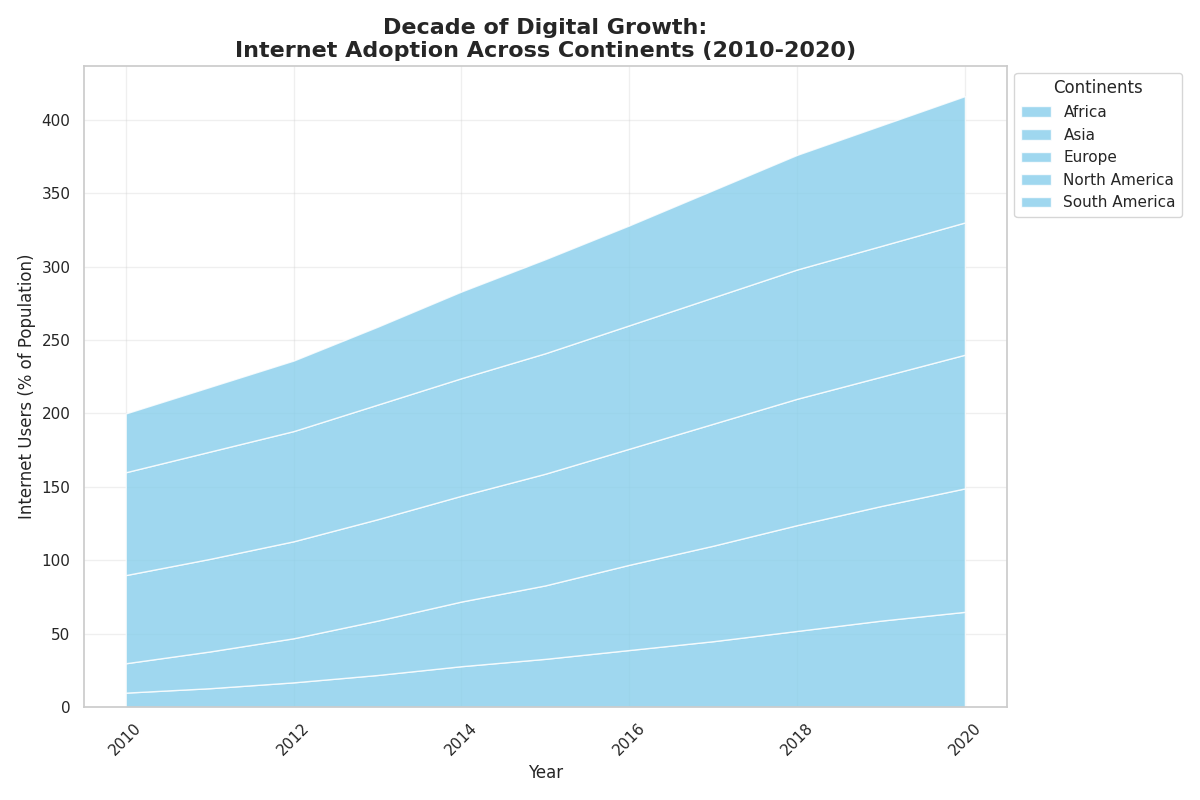 Decade of Digital Growth:
Internet Adoption Across Continents (2010-2020)
Continents
Africa
Asia
Europe
North America
South America
Internet Users (% of Population)
400
350
300
250
200
150
100
50
0
2010
2012
2014
2016
2018
2020
Year